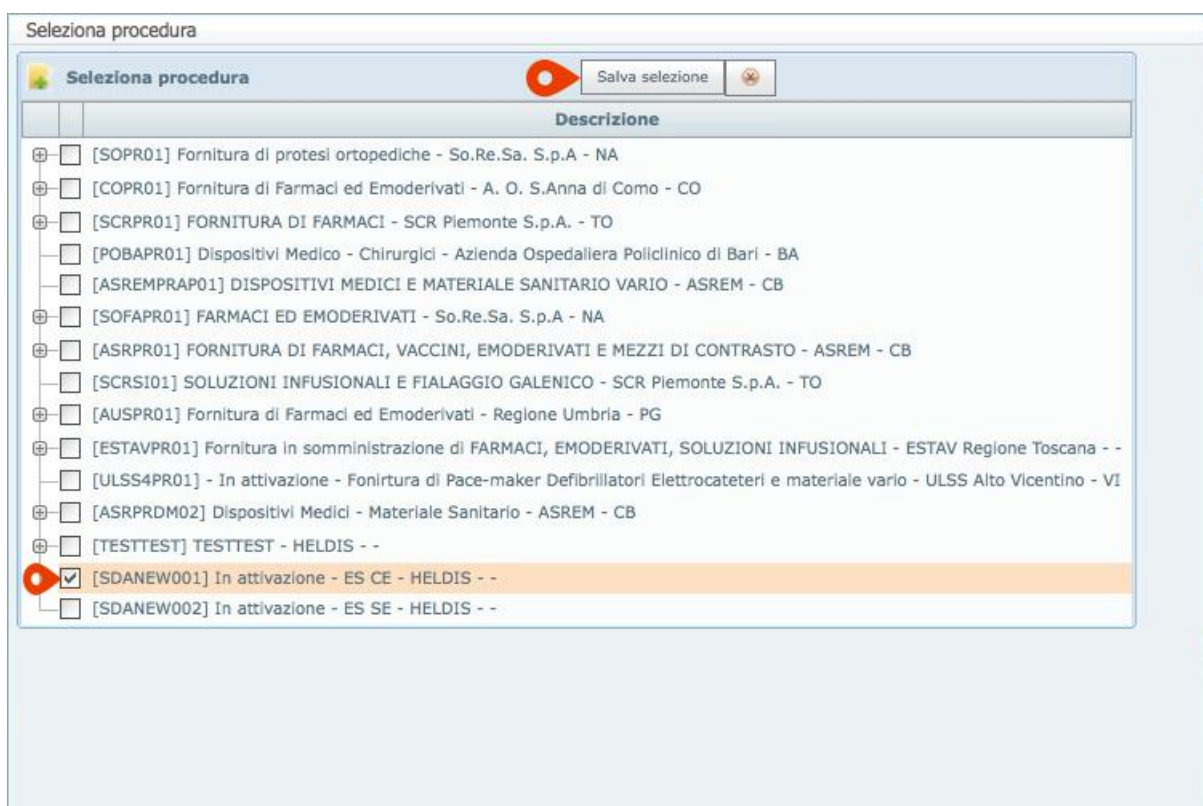 Seleziona procedura
Seleziona procedura
Salva selezione
Descrizione
[SOPR01] Fornitura di protesi ortopediche - So.Re.Sa. S.p.A - NA
[COPR01] Fornitura di Farmaci ed Emoderivati - A. O. S.Anna di Como - CO
[SCRPR01] FORNITURA DI FARMACI - SCR Piemonte S.p.A. - TO
[POBAPR01] Dispositivi Medico - Chirurgici - Azienda Ospedaliera Policlinico di Bari - BA
[ASREMPRAP01] DISPOSITIVI MEDICI E MATERIALE SANITARIO VARIO - ASREM - CB
[SOFAPR01] FARMACI ED EMODERIVATI - So.Re.Sa. S.p.A - NA
[ASRPR01] FORNITURA DI FARMACI, VACCINI, EMODERIVATI E MEZZI DI CONTRASTO - ASREM - CB
[SCRSI01] SOLUZIONI INFUSIONALI E FIALAGGIO GALENICO - SCR Piemonte S.p.A. - TO
[AUSPR01] Fornitura di Farmaci ed Emoderivati - Regione Umbria - PG
[ESTAVPR01] Fornitura in somministrazione di FARMACI, EMODERIVATI, SOLUZIONI INFUSIONALI - ESTAV Regione Toscana - -
[ULSS4PR01] - In attivazione - Fonirtura di Pace-maker Defibrillatori Elettrocateteri e materiale vario - ULSS Alto Vicentino - VI
[ASRPRDM02] Dispositivi Medici - Materiale Sanitario - ASREM - CB
[TESTTEST] TESTTEST - HELDIS - -
[SDANEW001] In attivazione - ES CE - HELDIS - -
[SDANEW002] In attivazione - ES SE - HELDIS - -